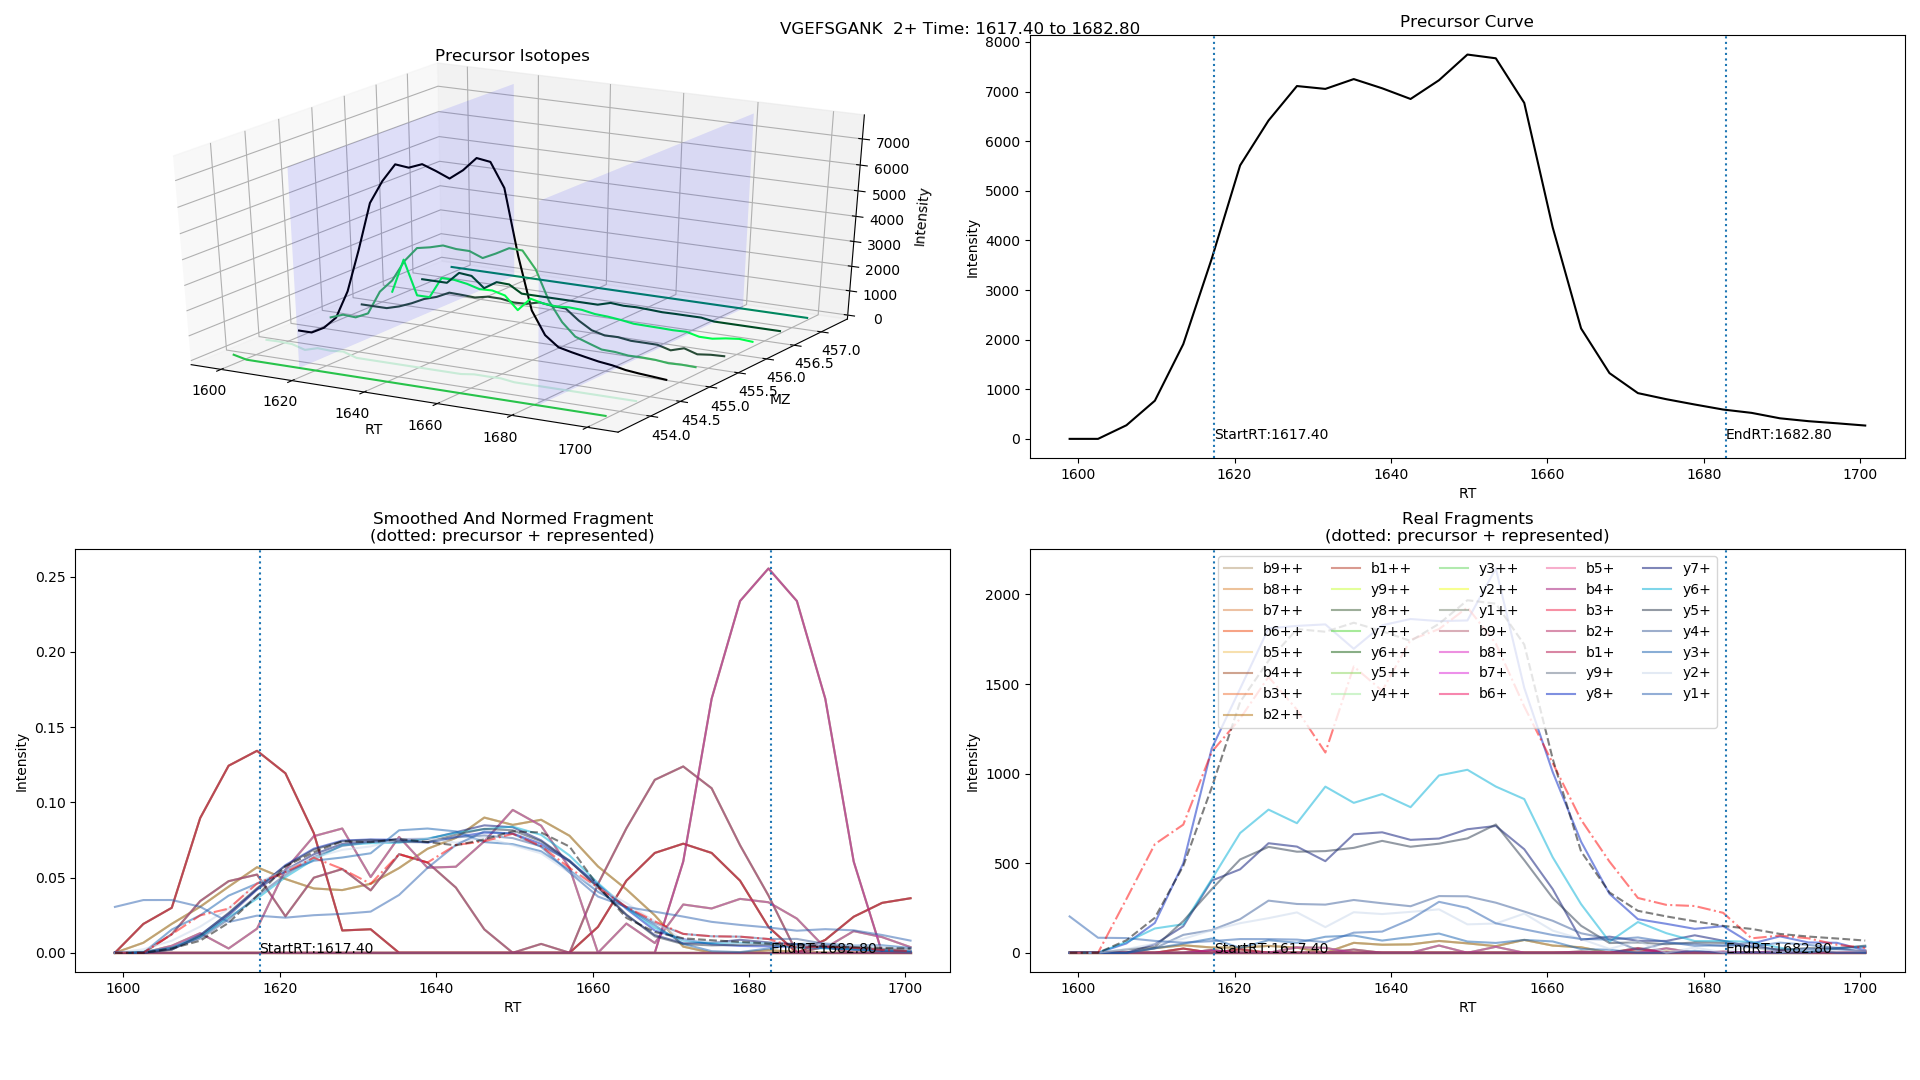 VGEFSGANK  2+ Time: 1617.40 to 1682.80
Precursor Isotopes
7000
6000
5000
4000
3000
2000
1000
0
Intensity
457.0
456.5
456.0
455.5
455.0
454.5
454.0
MZ
1600
1620
1640
1660
1680
1700
RT
Precursor Curve
8000
7000
6000
5000
4000
3000
2000
1000
0
Intensity
StartRT:1617.40
EndRT:1682.80
1600 1620 1640 1660 1680 1700
RT
Smoothed And Normed Fragment
(dotted: precursor + represented)
0.25
0.20
0.15
0.10
0.05
0.00
Intensity
StartRT:1617.40
EndRT:1682.80
1600 1620 1640 1660 1680 1700
RT
Real Fragments
(dotted: precursor + represented)
2000
1500
1000
500
0
Intensity
b9++ b1++ y3++ b5+ y7+
b8++ y9++ y2++ b4+ y6+
b7++ y8++ y1++ b3+ y5+
b6++ y7++ b9+ b2+ y4+
b5++ y6++ b8+ b1+ y3+
b4++ y5++ b7+ y9+ y2+
b3++ y4++ b6+ y8+ y1+
b2++
StartRT:1617.40
EndRT:1682.80
1600 1620 1640 1660 1680 1700
RT